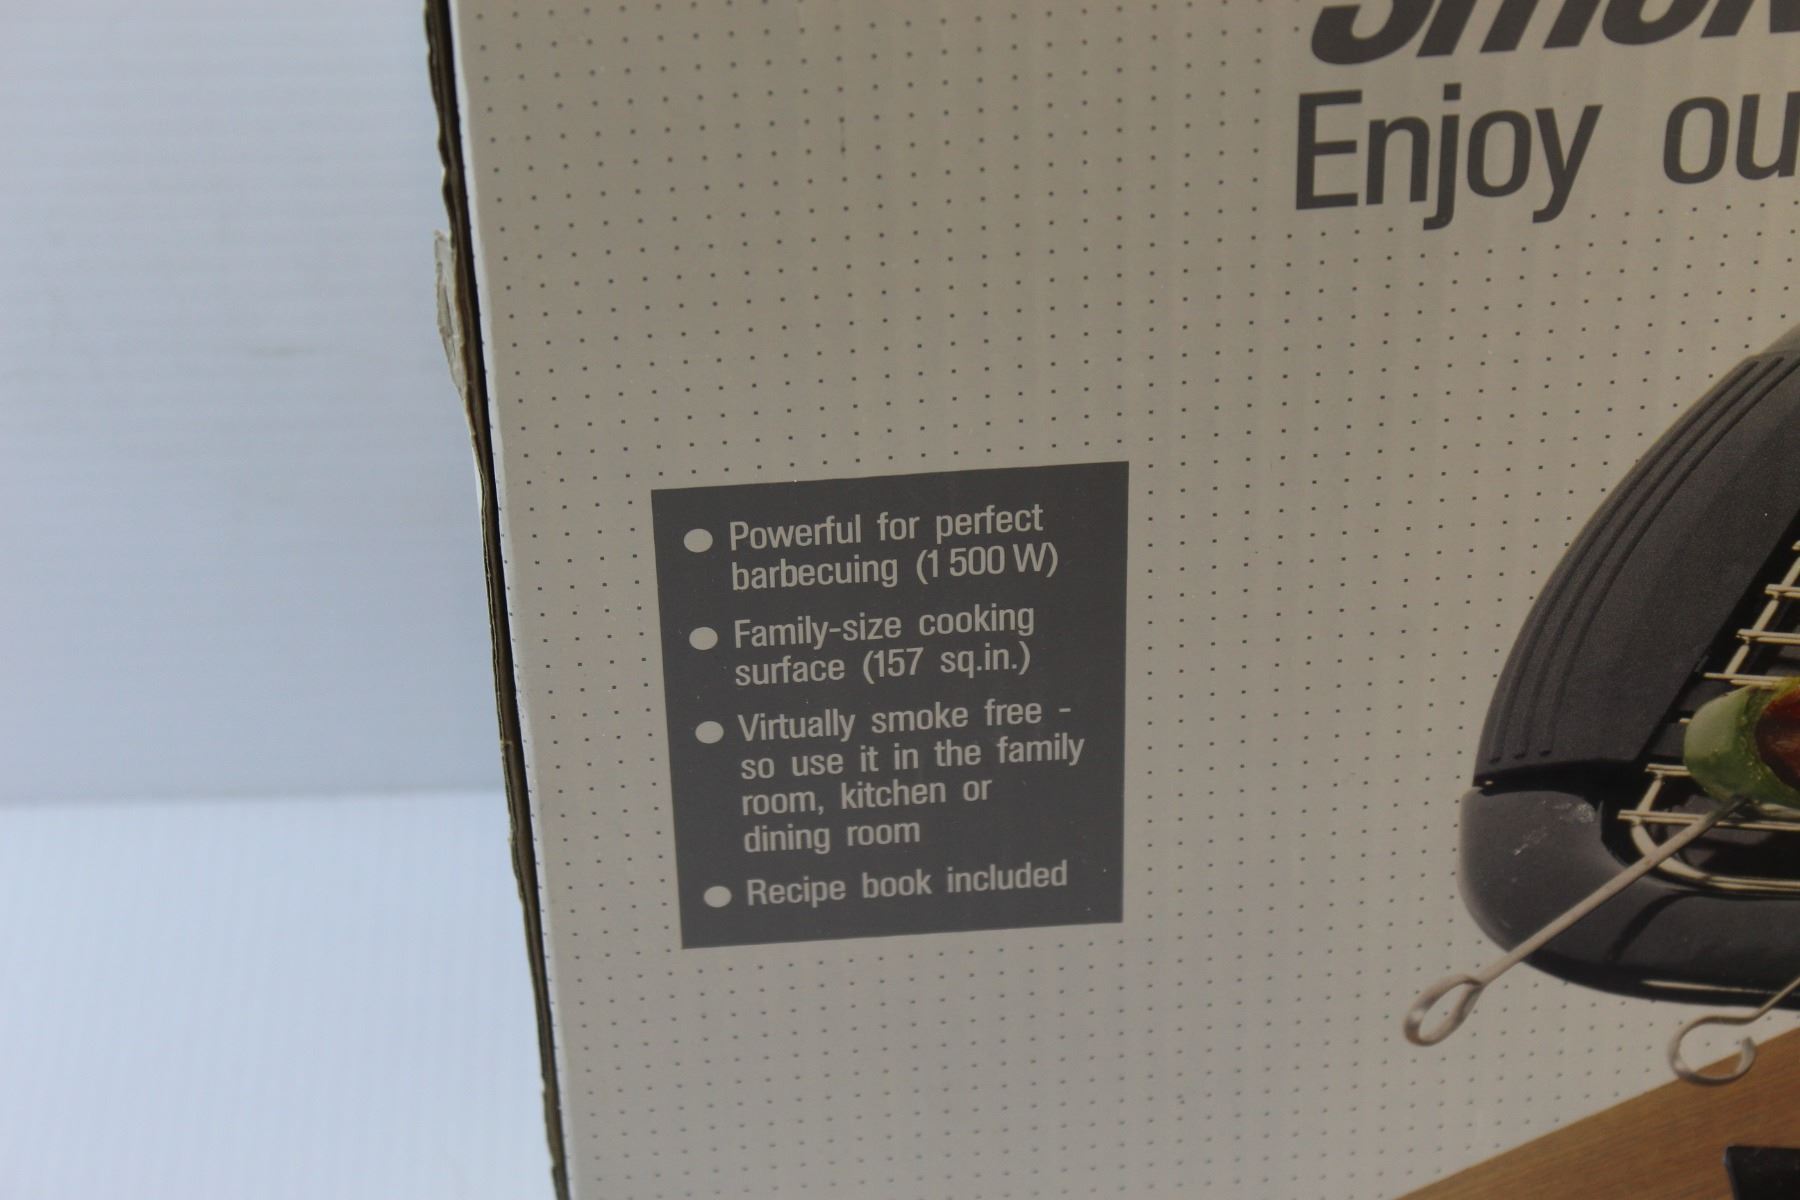 Enjoy
● Powerful for perfect
barbecuing (1 500 W)
● Family-size cooking
surface (157 sq.in.)
● Virtually smoke free -
so use it in the family
room, kitchen or
dining room
● Recipe book included